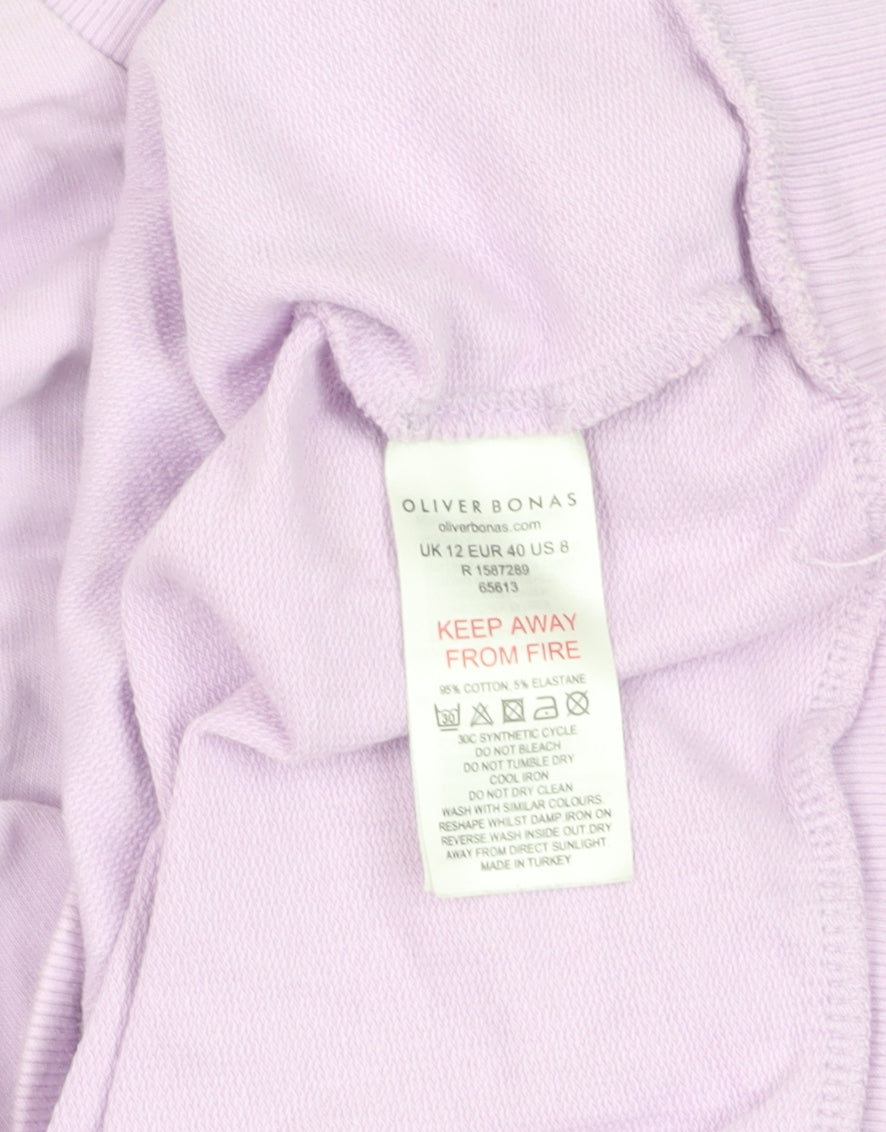 OLIVER BONAS
oliverbonas.com
UK 12 EUR 40 US 8
R 1587289
65613
KEEP AWAY
FROM FIRE
95% COTTON, 5% ELASTANE
30
30C SYNTHETIC CYCLE
DO NOT BLEACH
DO NOT TUMBLE DRY
COOL IRON
DO NOT DRY CLEAN
WASH WITH SIMILAR COLOURS.
RESHAPE WHILST DAMP.IRON ON
REVERSE.WASH INSIDE OUT.DRY
AWAY FROM DIRECT SUNLIGHT.
MADE IN TURKEY